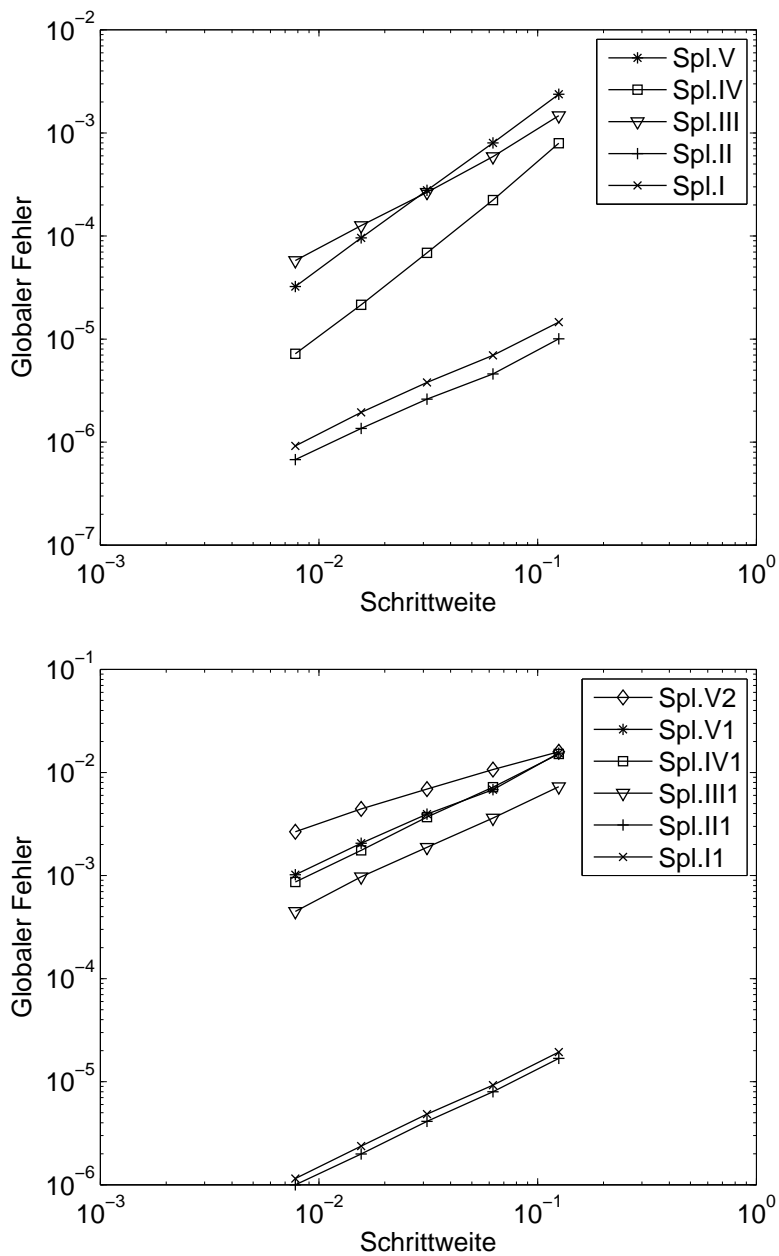 10^-2
10^-3
10^-4
10^-5
10^-6
10^-7
Globaler Fehler
Spl.V
Spl.IV
Spl.III
Spl.II
Spl.I
10^-3
10^-2
10^-1
10^0
Schrittweite
10^-1
10^-2
10^-3
10^-4
10^-5
10^-6
Globaler Fehler
Spl.V2
Spl.V1
Spl.IV1
Spl.III1
Spl.II1
Spl.I1
10^-3
10^-2
10^-1
10^0
Schrittweite